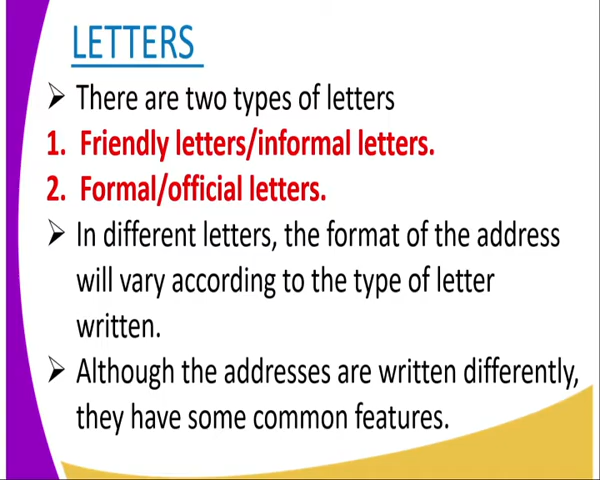 LETTERS
➢ There are two types of letters
1. Friendly letters/informal letters.
2. Formal/official letters.
➢ In different letters, the format of the address
will vary according to the type of letter
written.
➢ Although the addresses are written differently,
they have some common features.